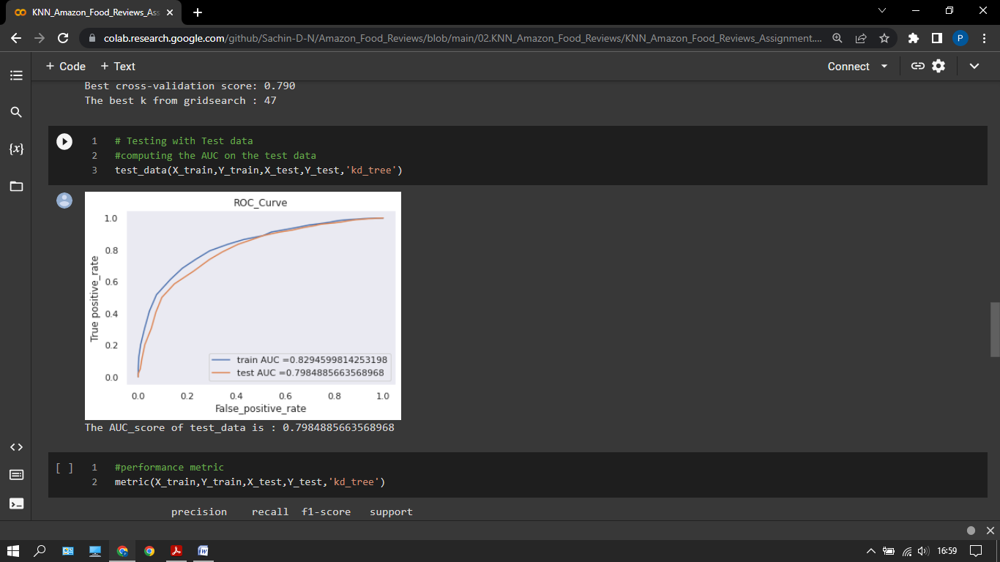 KNN_Amazon_Food_Reviews_Ass
colab.research.google.com/github/Sachin-D-N/Amazon_Food_Reviews/blob/main/02.KNN_Amazon_Food_Reviews/KNN_Amazon_Food_Reviews_Assignment....
P
+ Code + Text
Connect
Best cross-validation score: 0.790
The best k from gridsearch : 47
{x}
1 # Testing with Test data
2 #computing the AUC on the test data
3 test_data(X_train,Y_train,X_test,Y_test,'kd_tree')
ROC_Curve
1.0
0.8
0.6
0.4
0.2
0.0
True positive_rate
train AUC =0.8294599814253198
test AUC =0.7984885663568968
0.0 0.2 0.4 0.6 0.8 1.0
False_positive_rate
The AUC_score of test_data is : 0.7984885663568968
[ ] 1 #performance metric
2 metric(X_train,Y_train,X_test,Y_test,'kd_tree')
precision recall f1-score support
16:59